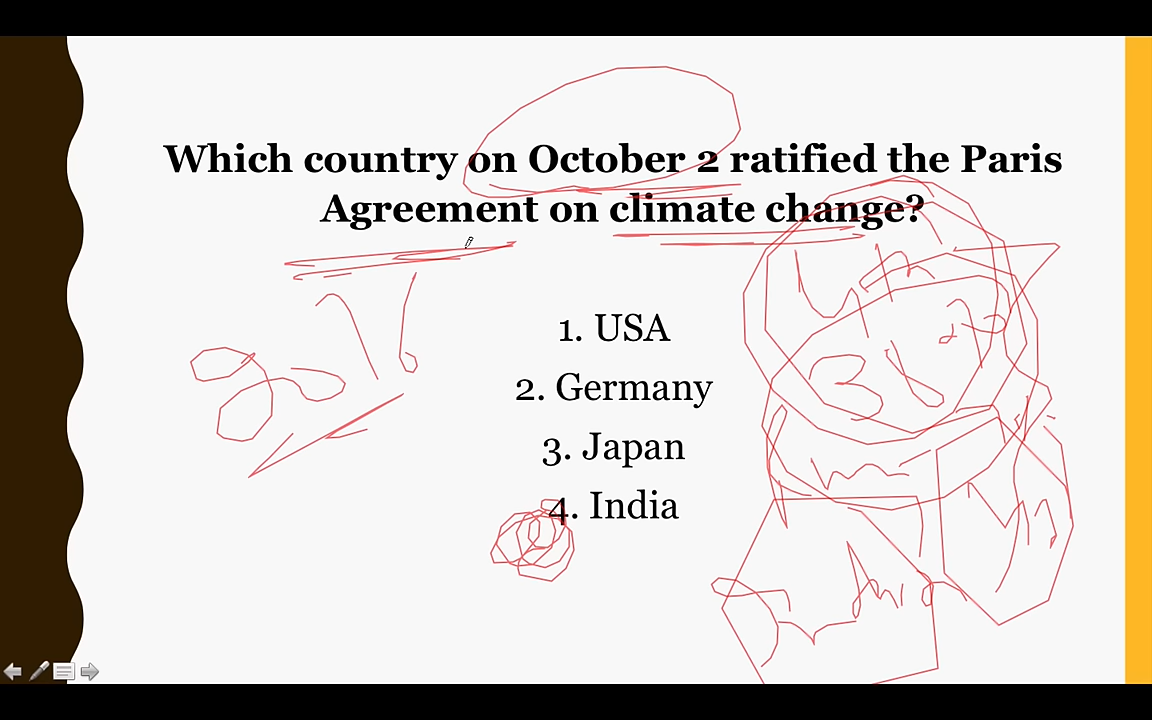 Which country on October 2 ratified the Paris
Agreement on climate change?
1. USA
2. Germany
3. Japan
4. India